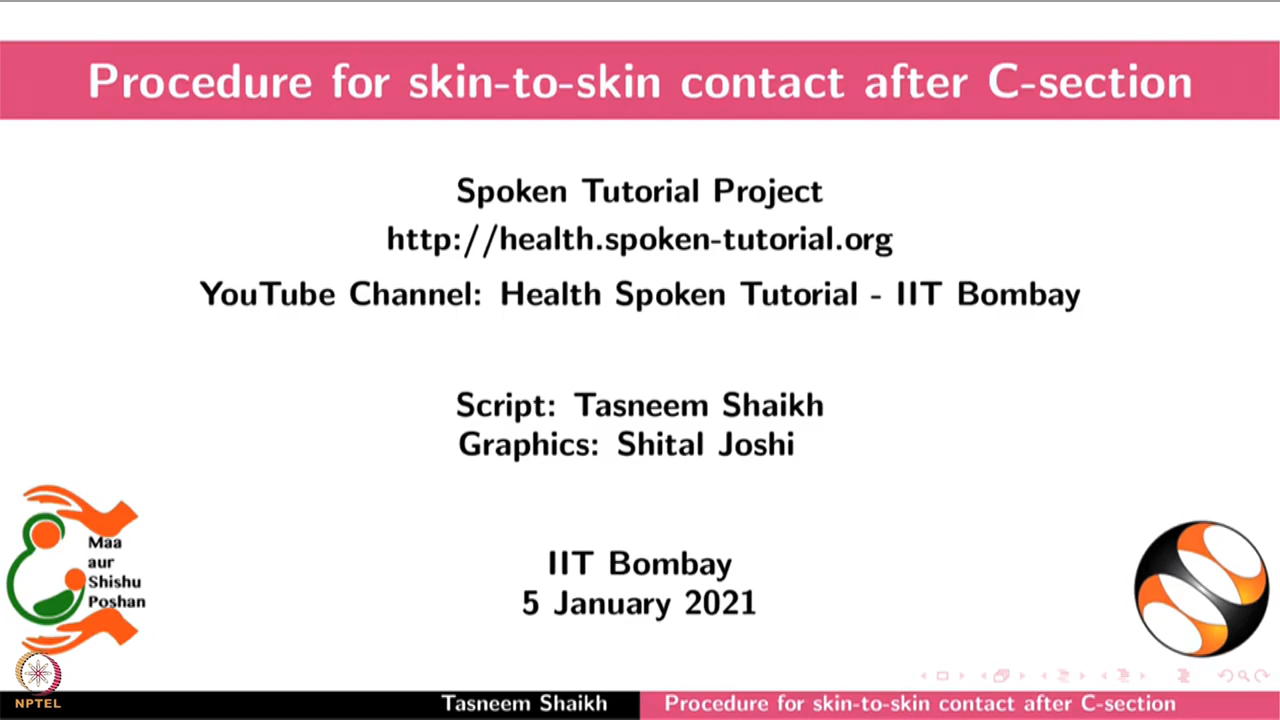 Procedure for skin-to-skin contact after C-section
Spoken Tutorial Project
http://health.spoken-tutorial.org
YouTube Channel: Health Spoken Tutorial - IIT Bombay
Script: Tasneem Shaikh
Graphics: Shital Joshi
Maa
aur
Shishu
Poshan
IIT Bombay
5 January 2021
NPTEL
Tasneem Shaikh
Procedure for skin-to-skin contact after C-section